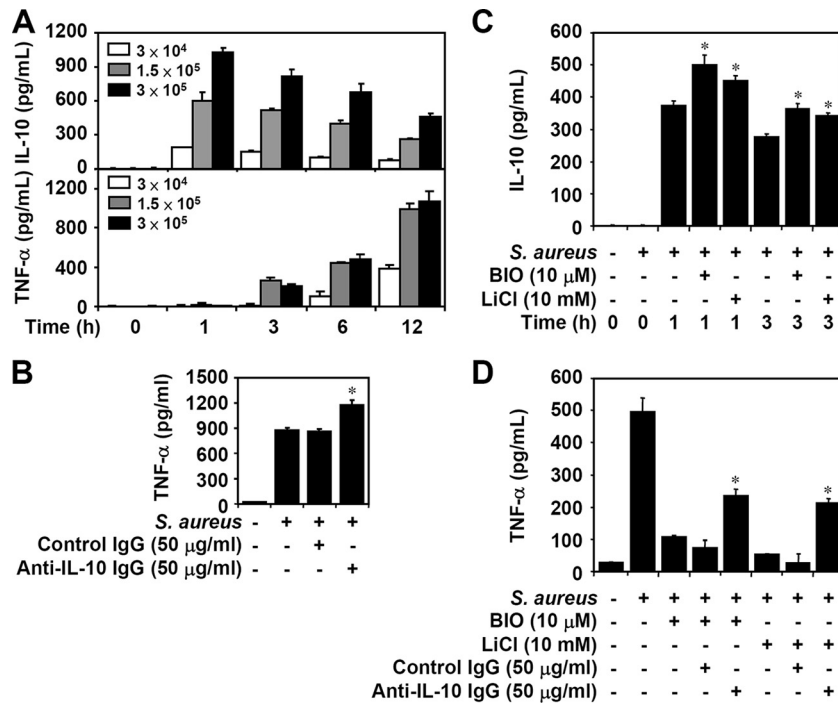 A
IL-10 (pg/mL)
1200
900
600
300
0
3 × 10⁴
1.5 × 10⁵
3 × 10⁵
TNF-α (pg/mL)
1200
800
400
0
3 × 10⁴
1.5 × 10⁵
3 × 10⁵
Time (h) 0 1 3 6 12
B
TNF-α (pg/ml)
1500
1200
900
600
300
0
*
S. aureus - + + +
Control IgG (50 μg/ml) - - + -
Anti-IL-10 IgG (50 μg/ml) - - - +
C
IL-10 (pg/mL)
600
500
400
300
200
100
0
* * * *
S. aureus - + + + + + + +
BIO (10 μM) - - - + - - + -
LiCl (10 mM) - - - - + - - +
Time (h) 0 0 1 1 1 3 3 3
D
TNF-α (pg/mL)
600
500
400
300
200
100
0
* *
S. aureus - + + + + + + +
BIO (10 μM) - - + + + - - -
LiCl (10 mM) - - - - - + + +
Control IgG (50 μg/ml) - - - + - - + -
Anti-IL-10 IgG (50 μg/ml) - - - - + - - +